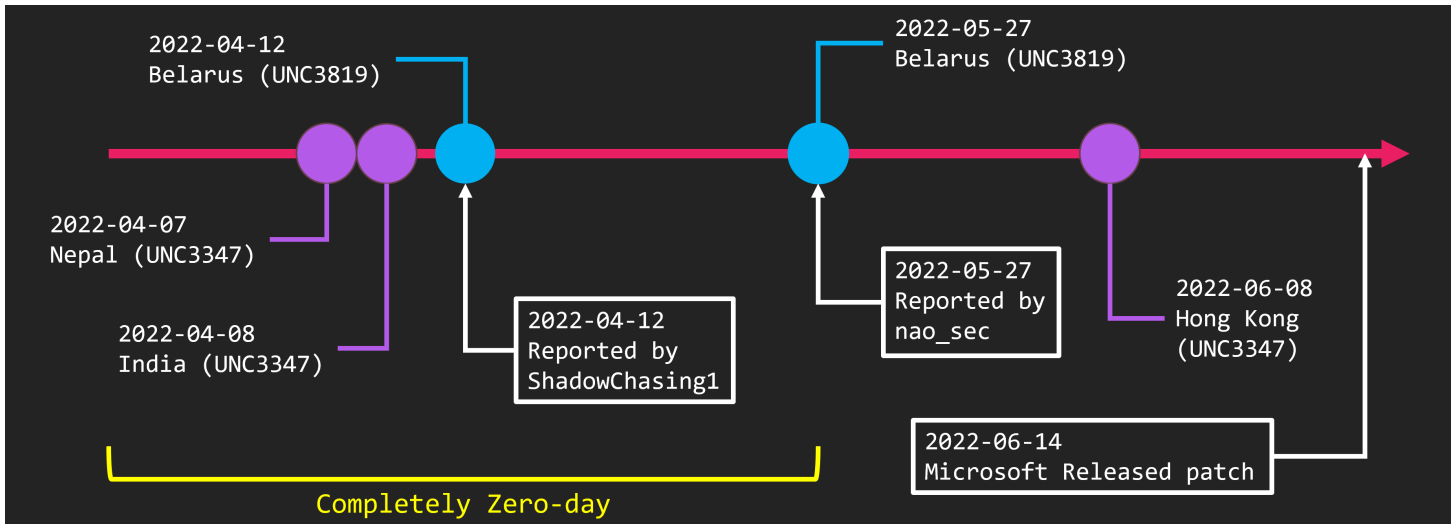 2022-04-12
Belarus (UNC3819)
2022-05-27
Belarus (UNC3819)
2022-04-07
Nepal (UNC3347)
2022-04-08
India (UNC3347)
2022-04-12
Reported by
ShadowChasing1
2022-05-27
Reported by
nao_sec
2022-06-08
Hong Kong
(UNC3347)
2022-06-14
Microsoft Released patch
Completely Zero-day